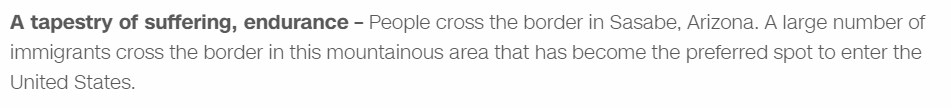 A tapestry of suffering, endurance – People cross the border in Sasabe, Arizona. A large number of
immigrants cross the border in this mountainous area that has become the preferred spot to enter the
United States.